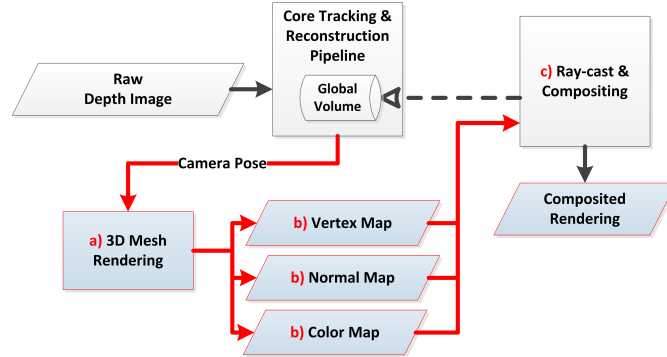 Core Tracking &
Reconstruction
Pipeline
Raw
Depth Image
Global
Volume
c) Ray-cast &
Compositing
Camera Pose
a) 3D Mesh
Rendering
b) Vertex Map
b) Normal Map
b) Color Map
Composited
Rendering